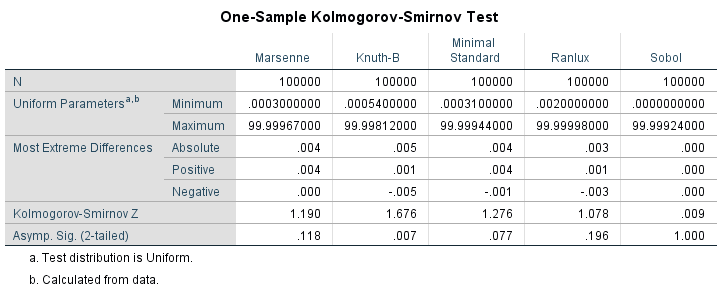 One-Sample Kolmogorov-Smirnov Test
Marsenne Knuth-B Minimal Standard Ranlux Sobol
N 100000 100000 100000 100000 100000
Uniform Parametersa,b Minimum .0003000000 .0005400000 .0003100000 .0020000000 .0000000000
Maximum 99.99967000 99.99812000 99.99944000 99.99998000 99.99924000
Most Extreme Differences Absolute .004 .005 .004 .003 .000
Positive .004 .001 .004 .001 .000
Negative .000 -.005 -.001 -.003 .000
Kolmogorov-Smirnov Z 1.190 1.676 1.276 1.078 .009
Asymp. Sig. (2-tailed) .118 .007 .077 .196 1.000
a. Test distribution is Uniform.
b. Calculated from data.